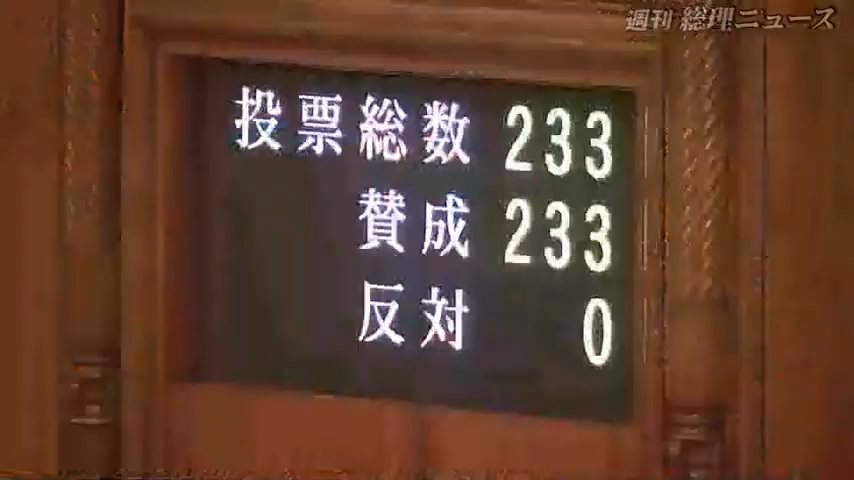 週刊 総理ニュース
投票総数 233
賛成 233
反対 0